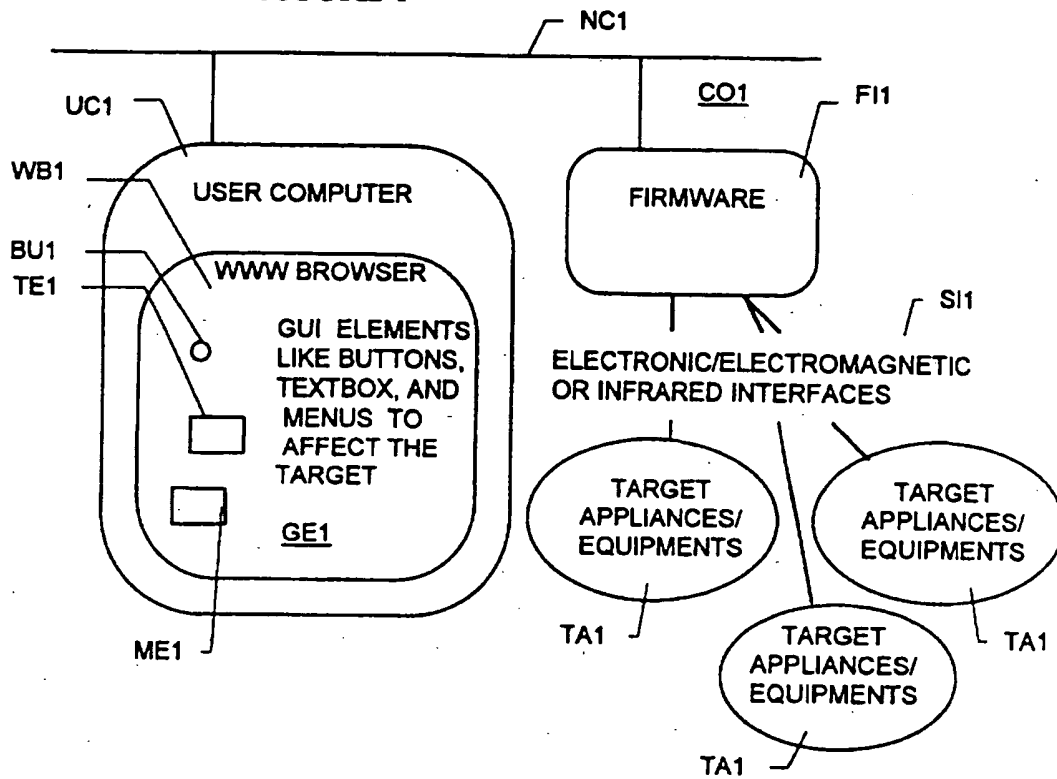 NC1
CO1
FI1
UC1
WB1
USER COMPUTER
FIRMWARE
BU1
TE1
WWW BROWSER
SI1
GUI ELEMENTS
LIKE BUTTONS,
TEXTBOX, AND
MENUS TO
AFFECT THE
TARGET
ELECTRONIC/ELECTROMAGNETIC
OR INFRARED INTERFACES
GE1
TARGET
APPLIANCES/
EQUIPMENTS
TARGET
APPLIANCES/
EQUIPMENTS
ME1
TA1
TARGET
APPLIANCES/
EQUIPMENTS
TA1
TA1